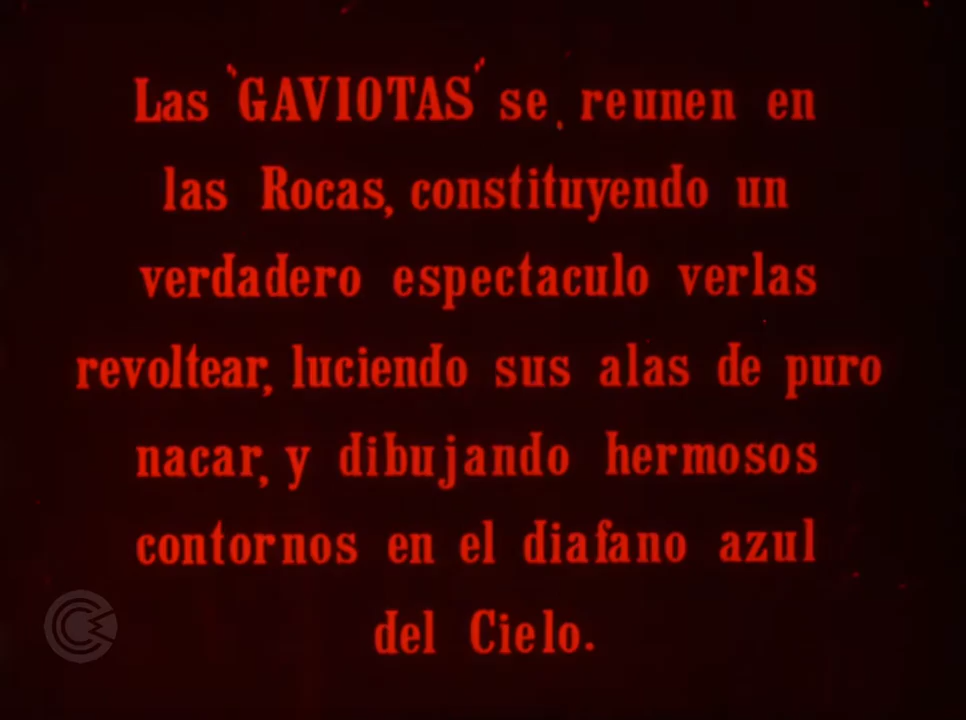 Las "GAVIOTAS" se reunen en
las Rocas, constituyendo un
verdadero espectaculo verlas
revoltear, luciendo sus alas de puro
nacar, y dibujando hermosos
contornos en el diafano azul
del Cielo.